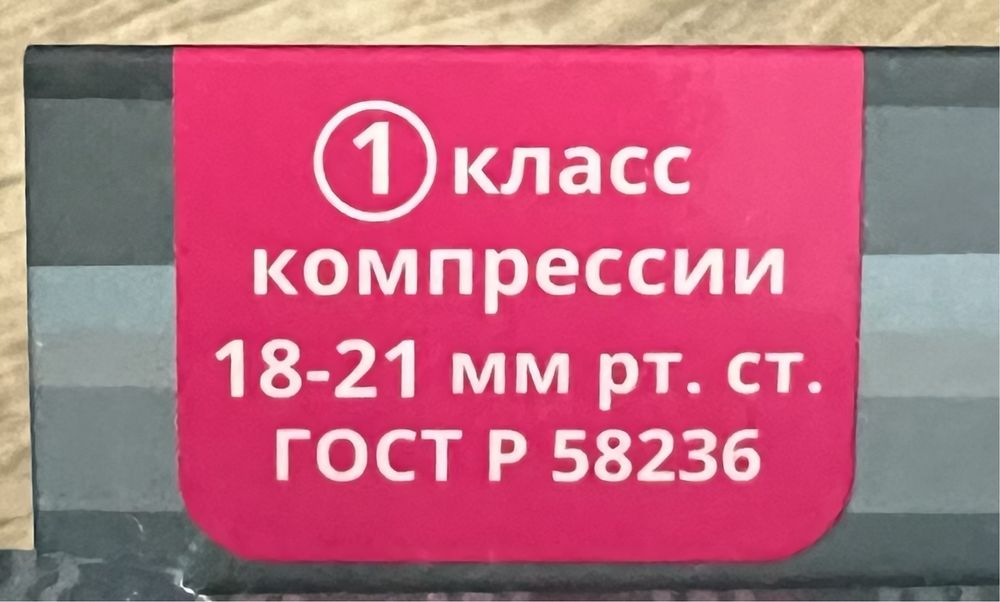 1 класс
компрессии
18-21 мм рт. ст.
ГОСТ Р 58236